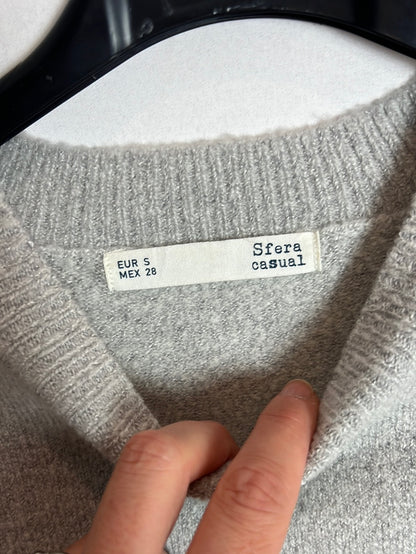 EUR S
MEX 28
Sfera
casual